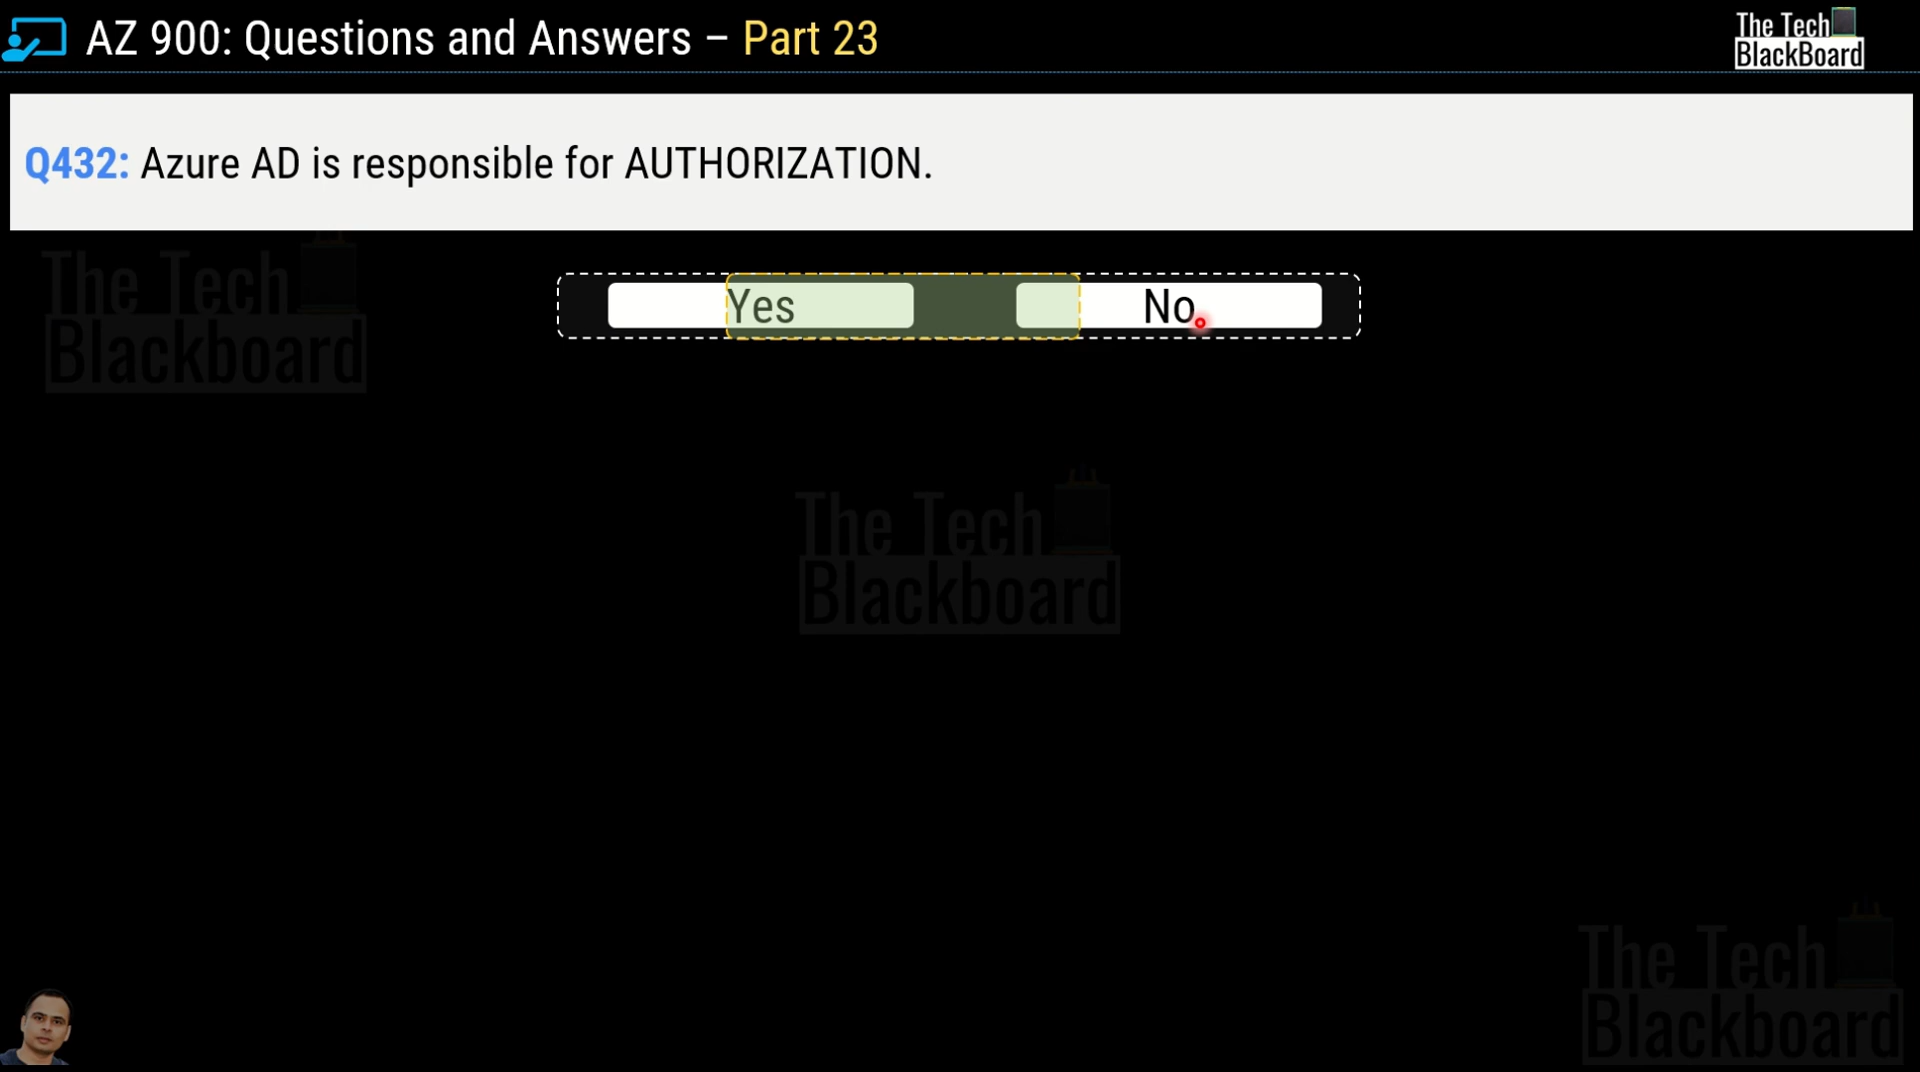 AZ 900: Questions and Answers – Part 23
The Tech
BlackBoard
Q432: Azure AD is responsible for AUTHORIZATION.
Yes
No
The Tech
Blackboard
The Tech
Blackboard
The Tech
Blackboard